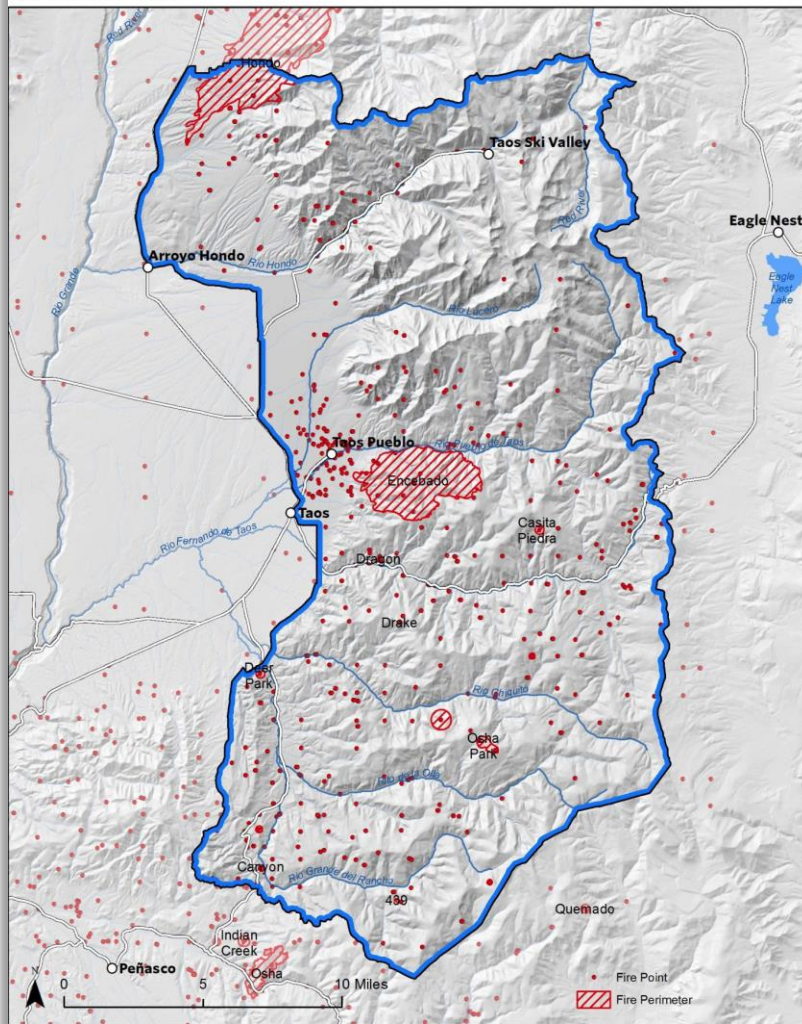 Red River
Hondo
Taos Ski Valley
Red River
Eagle Nest
Arroyo Hondo
Rio Hondo
Eagle
Nest
Lake
Rio Grande
Rio Lucero
Taos Pueblo
Rio Pueblo de Taos
Encebado
Taos
Casita
Piedra
Rio Fernando de Taos
Dragon
Drake
Deer
Park
Rio Chiquito
Osha
Park
Rio de la Olla
Canyon
Rio Grande del Rancho
439
Quemado
Indian
Creek
Osha
Peñasco
N
0 5 10 Miles
Fire Point
Fire Perimeter